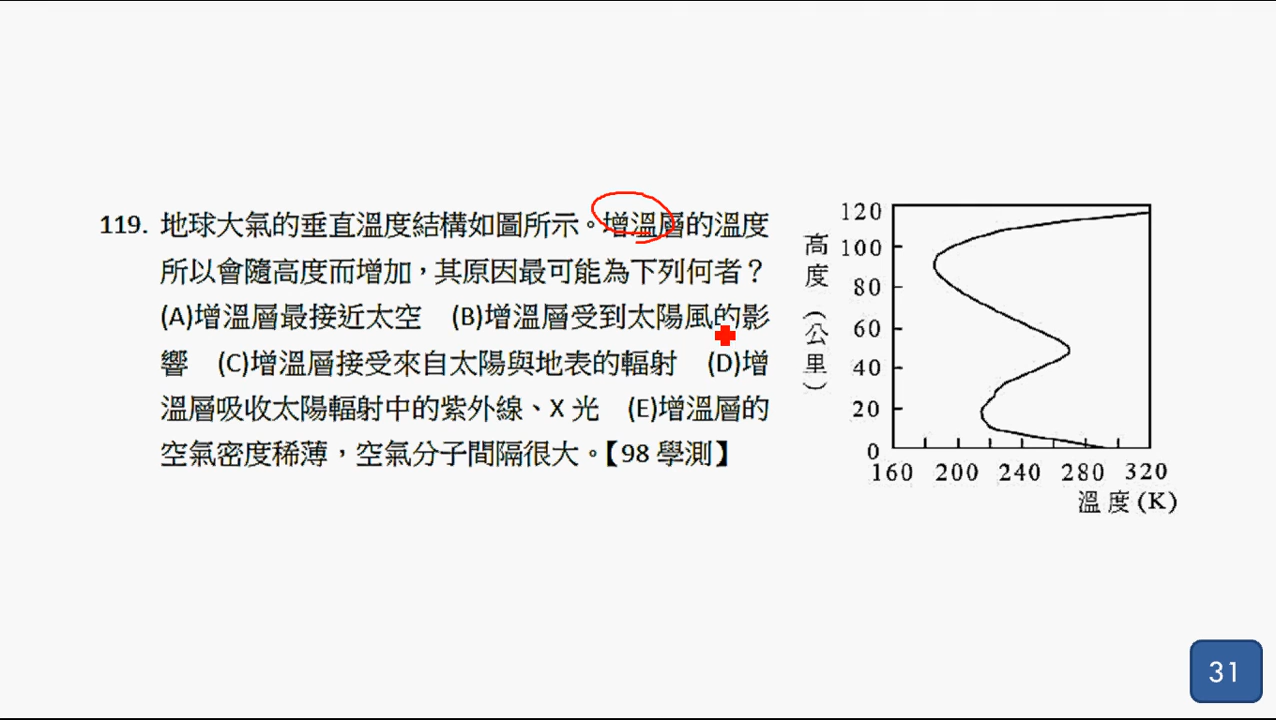 119. 地球大氣的垂直溫度結構如圖所示。增溫層的溫度
所以會隨高度而增加，其原因最可能為下列何者？
(A)增溫層最接近太空 (B)增溫層受到太陽風的影
響 (C)增溫層接受來自太陽與地表的輻射 (D)增
溫層吸收太陽輻射中的紫外線、X 光 (E)增溫層的
空氣密度稀薄，空氣分子間隔很大。【98 學測】
高度(公里)
120
100
80
60
40
20
0
160 200 240 280 320
溫度(K)
31